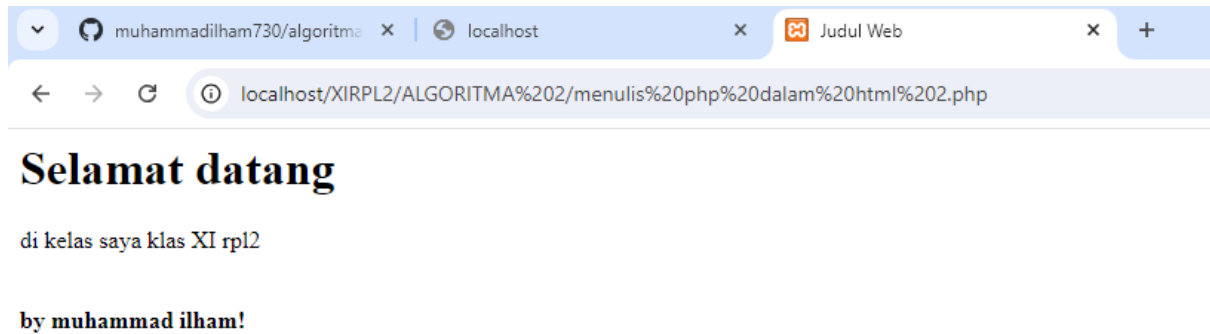 muhammadilham730/algoritma
localhost
Judul Web
localhost/XIRPL2/ALGORITMA%202/menulis%20php%20dalam%20html%202.php
Selamat datang
di kelas saya klas XI rpl2
by muhammad ilham!